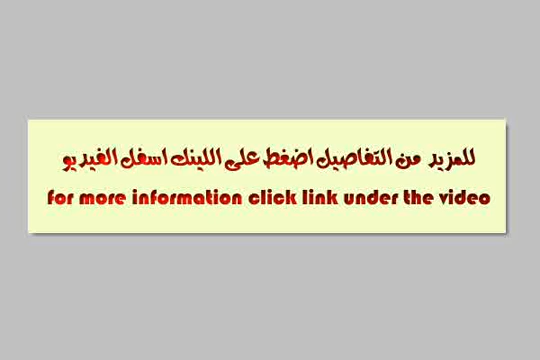 للمزيد من التفاصيل اضغط على اللينك اسفل الفيديو
for more information click link under the video